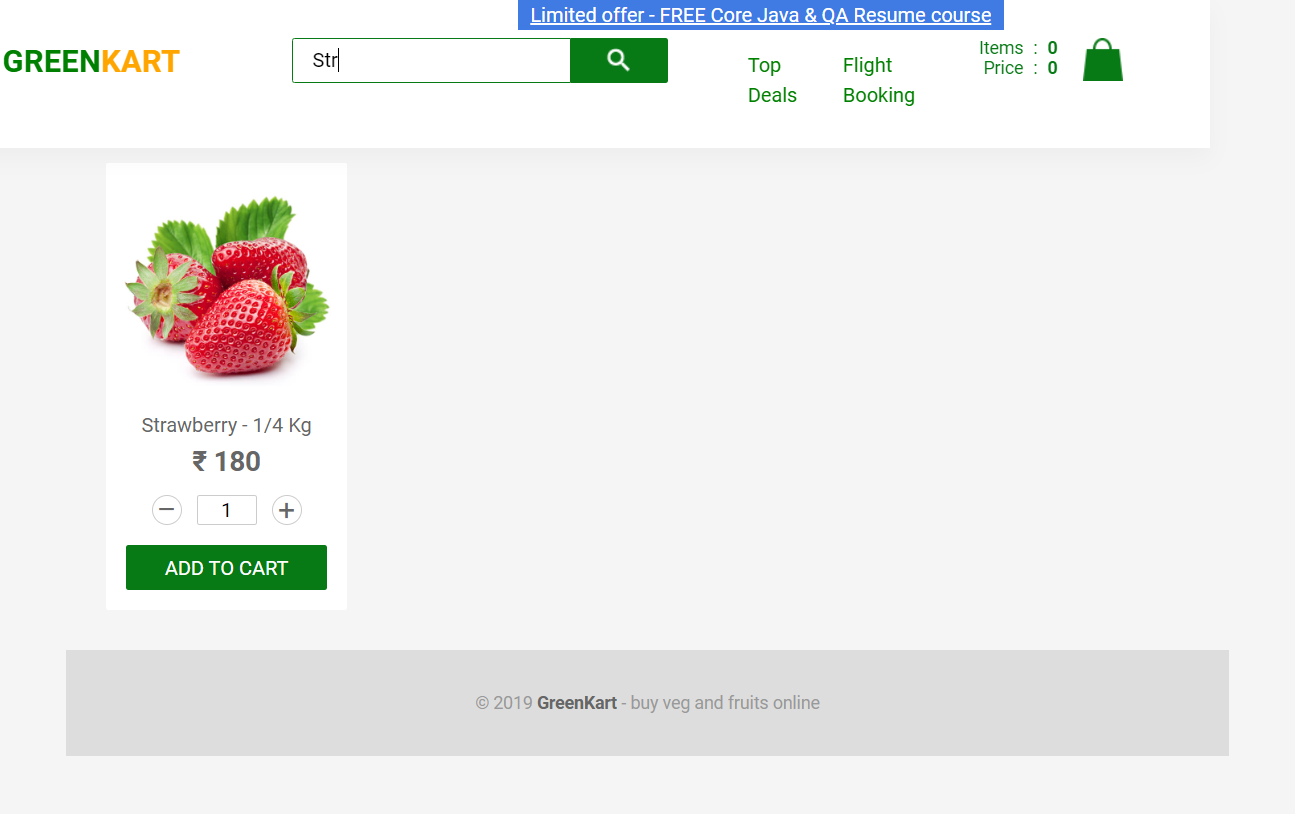 Limited offer - FREE Core Java & QA Resume course
GREENKART
Str
Top
Deals
Flight
Booking
Items : 0
Price : 0
Strawberry - 1/4 Kg
₹ 180
− 1 +
ADD TO CART
© 2019 GreenKart - buy veg and fruits online